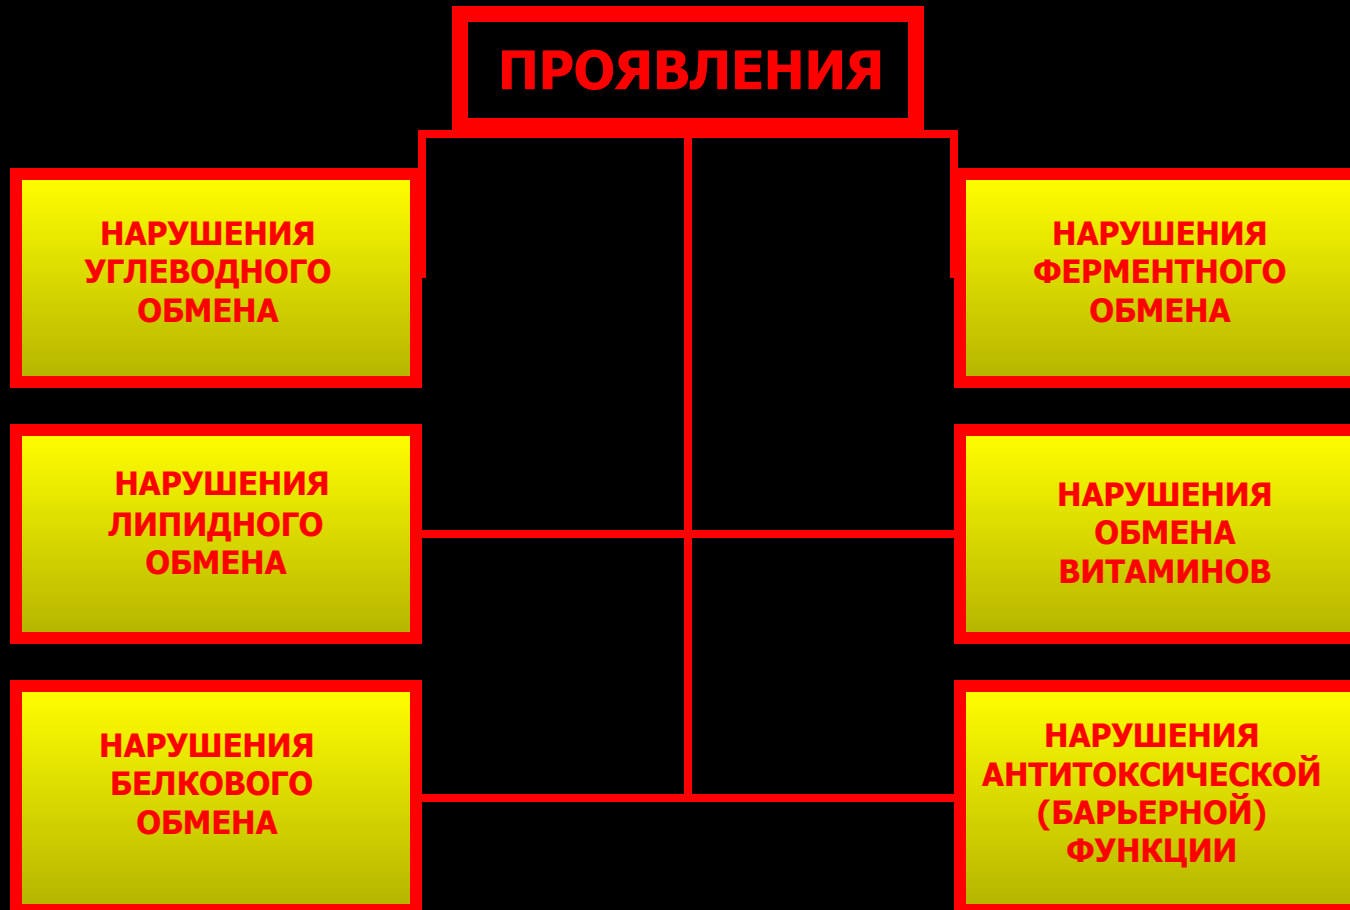 ПРОЯВЛЕНИЯ
НАРУШЕНИЯ
УГЛЕВОДНОГО
ОБМЕНА
НАРУШЕНИЯ
ЛИПИДНОГО
ОБМЕНА
НАРУШЕНИЯ
БЕЛКОВОГО
ОБМЕНА
НАРУШЕНИЯ
ФЕРМЕНТНОГО
ОБМЕНА
НАРУШЕНИЯ
ОБМЕНА
ВИТАМИНОВ
НАРУШЕНИЯ
АНТИТОКСИЧЕСКОЙ
(БАРЬЕРНОЙ)
ФУНКЦИИ